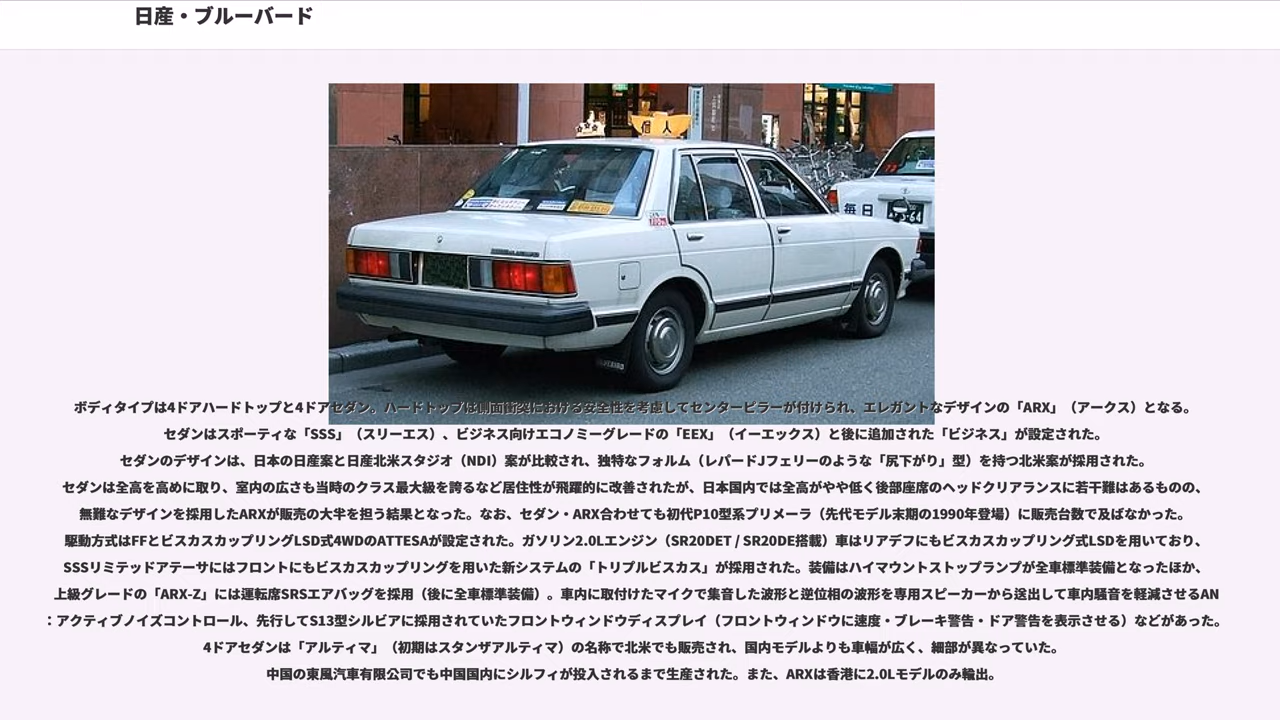 日産・ブルーバード
個人
毎日
ボディタイプは4ドアハードトップと4ドアセダン。ハードトップは側面衝突における安全性を考慮してセンターピラーが付けられ、エレガントなデザインの「ARX」（アークス）となる。
セダンはスポーティな「SSS」（スリーエス）、ビジネス向けエコノミーグレードの「EEX」（イーエックス）と後に追加された「ビジネス」が設定された。
セダンのデザインは、日本の日産案と日産北米スタジオ（NDI）案が比較され、独特なフォルム（レパードJフェリーのような「尻下がり」型）を持つ北米案が採用された。
セダンは全高を高めに取り、室内の広さも当時のクラス最大級を誇るなど居住性が飛躍的に改善されたが、日本国内では全高がやや低く後部座席のヘッドクリアランスに若干難はあるものの、
無難なデザインを採用したARXが販売の大半を担う結果となった。なお、セダン・ARX合わせても初代P10型系プリメーラ（先代モデル末期の1990年登場）に販売台数で及ばなかった。
駆動方式はFFとビスカスカップリングLSD式4WDのATTESAが設定された。ガソリン2.0Lエンジン（SR20DET / SR20DE搭載）車はリアデフにもビスカスカップリング式LSDを用いており、
SSSリミテッドアテーサにはフロントにもビスカスカップリングを用いた新システムの「トリプルビスカス」が採用された。装備はハイマウントストップランプが全車標準装備となったほか、
上級グレードの「ARX-Z」には運転席SRSエアバッグを採用（後に全車標準装備）。車内に取付けたマイクで集音した波形と逆位相の波形を専用スピーカーから送出して車内騒音を軽減させるAN
：アクティブノイズコントロール、先行してS13型シルビアに採用されていたフロントウィンドウディスプレイ（フロントウィンドウに速度・ブレーキ警告・ドア警告を表示させる）などがあった。
4ドアセダンは「アルティマ」（初期はスタンザアルティマ）の名称で北米でも販売され、国内モデルよりも車幅が広く、細部が異なっていた。
中国の東風汽車有限公司でも中国国内にシルフィが投入されるまで生産された。また、ARXは香港に2.0Lモデルのみ輸出。